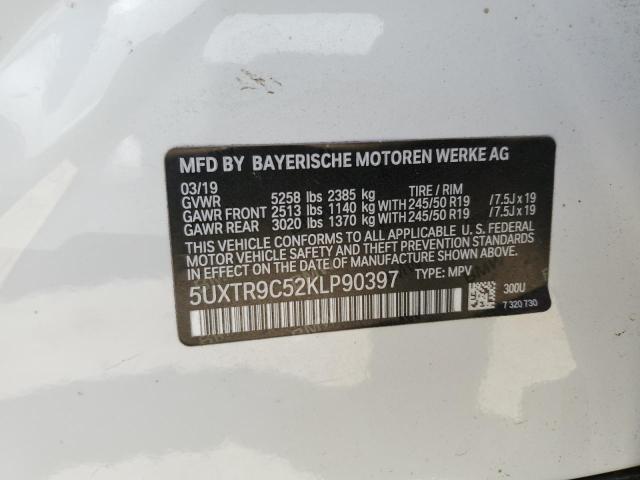 MFD BY BAYERISCHE MOTOREN WERKE AG
03/19 TIRE / RIM
GVWR 5258 lbs 2385 kg
GAWR FRONT 2513 lbs 1140 kg WITH 245/50 R19 /7.5J x 19
GAWR REAR 3020 lbs 1370 kg WITH 245/50 R19 /7.5J x 19
THIS VEHICLE CONFORMS TO ALL APPLICABLE U. S. FEDERAL
MOTOR VEHICLE SAFETY AND THEFT PREVENTION STANDARDS
IN EFFECT ON THE DATE OF MANUFACTURE SHOWN ABOVE.
5UXTR9C52KLP90397 TYPE: MPV
300U
7 320 730